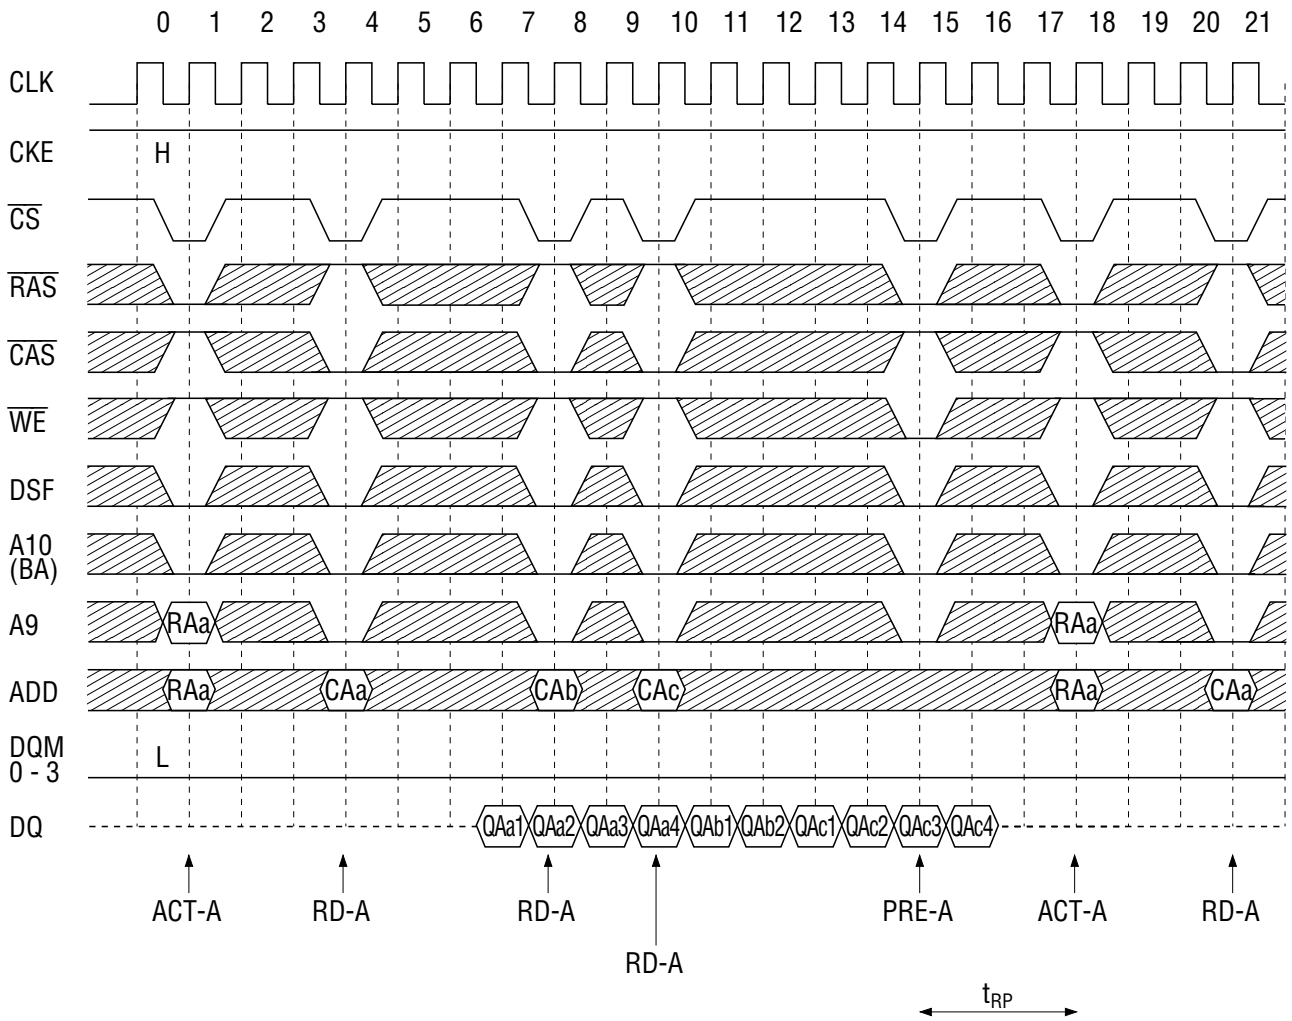 0 1 2 3 4 5 6 7 8 9 10 11 12 13 14 15 16 17 18 19 20 21
CLK
CKE H
CS
RAS
CAS
WE
DSF
A10
(BA)
A9 RAa RAa
ADD RAa CAa CAb CAc RAa CAa
DQM
0 - 3 L
DQ QAa1 QAa2 QAa3 QAa4 QAb1 QAb2 QAc1 QAc2 QAc3 QAc4
ACT-A RD-A RD-A PRE-A ACT-A RD-A
RD-A
tRP